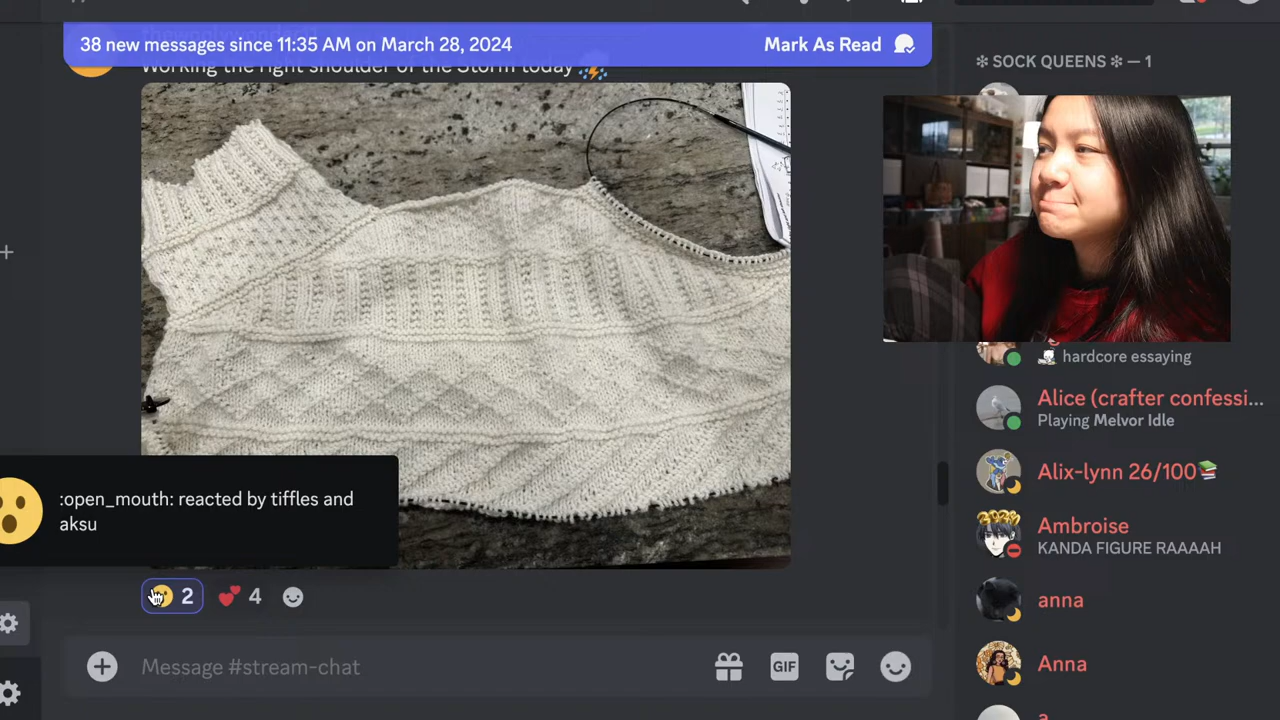 38 new messages since 11:35 AM on March 28, 2024
Mark As Read
Working the right shoulder of the Storm today
:open_mouth: reacted by tiffles and
aksu
2
4
Message #stream-chat
GIF
✻ SOCK QUEENS ✻ — 1
hardcore essaying
Alice (crafter confessi...
Playing Melvor Idle
Alix-lynn 26/100
Ambroise
KANDA FIGURE RAAAAH
anna
Anna